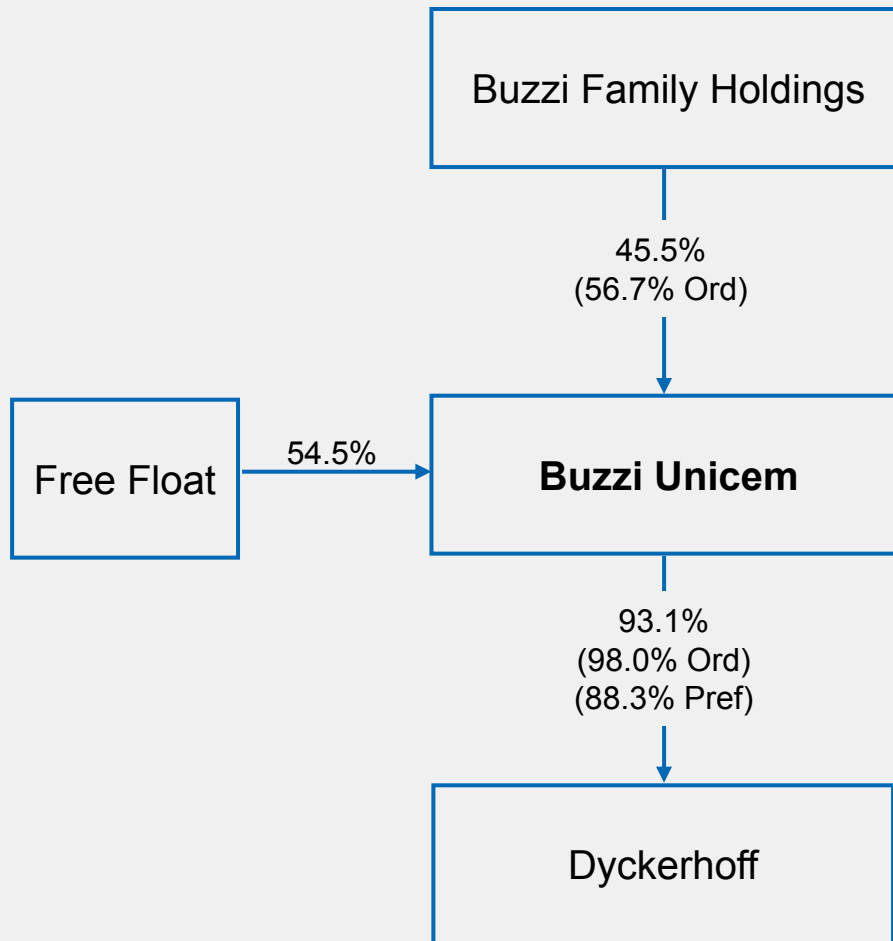 Buzzi Family Holdings
45.5%
(56.7% Ord)
Free Float
54.5%
Buzzi Unicem
93.1%
(98.0% Ord)
(88.3% Pref)
Dyckerhoff